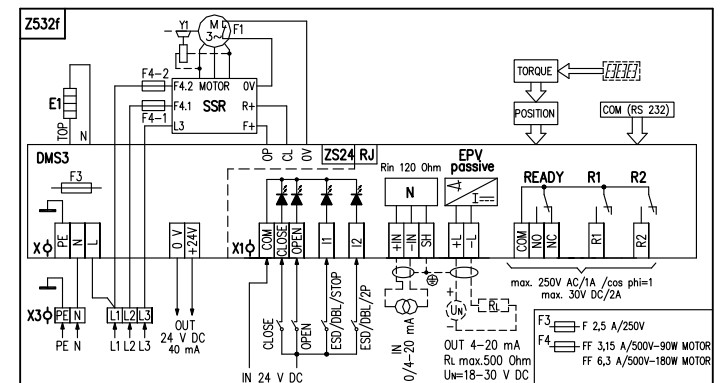 Z532f
Y1
M
3~
F1
F4-2
F4.2 MOTOR 0V
E1
F4.1 SSR R+
F4-1
L3 F+
TOP
N
TORQUE
POSITION
COM (RS 232)
OP
CL
0V
DMS3
ZS24 RJ
EPV
passive
Rin 120 Ohm
N
I
READY R1 R2
F3
X
PE
N
L
0 V
+24V
X1
COM
CLOSE
OPEN
I1
I2
+IN
-IN
SH
+L
-L
COM
NO
NC
R1
R2
X3
PE N
L1 L2 L3
PE N
L1 L2 L3
OUT
24 V DC
40 mA
CLOSE
OPEN
ESD/DBL/STOP
ESD/DBL/2P
IN 24 V DC
IN
0/4-20 mA
+
UN
-
RL
OUT 4-20 mA
RL max.500 Ohm
UN=18-30 V DC
max. 250V AC/1A /cos phi=1
max. 30V DC/2A
F3 F 2,5 A/250V
F4 FF 3,15 A/500V-90W MOTOR
FF 6,3 A/500V-180W MOTOR